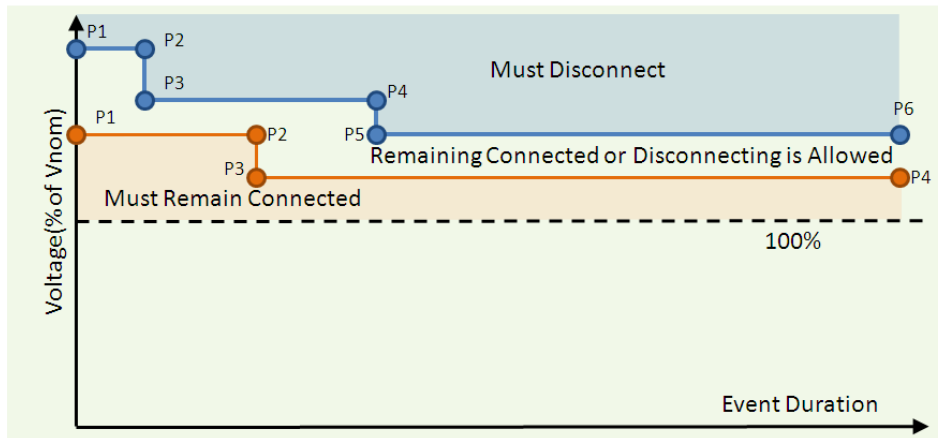 P1
P2
Must Disconnect
P3
P4
P1
P2
P5
P6
Remaining Connected or Disconnecting is Allowed
P3
P4
Must Remain Connected
100%
Voltage(% of Vnom)
Event Duration